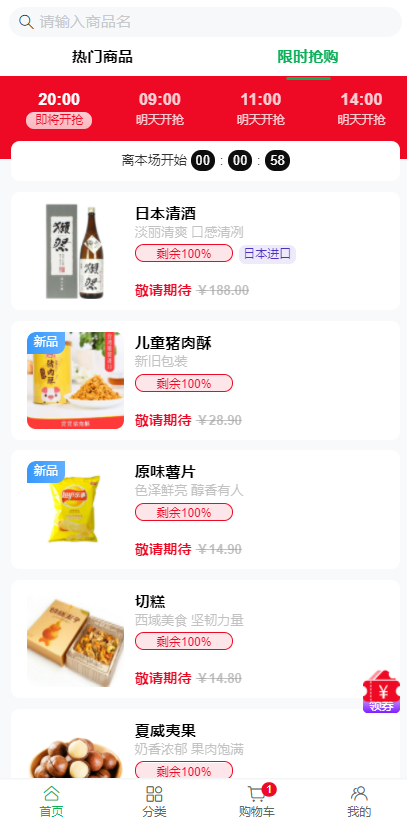 请输入商品名
热门商品 限时抢购
20:00 09:00 11:00 14:00
即将开抢 明天开抢 明天开抢 明天开抢
离本场开始 00 : 00 : 58
日本清酒
淡丽清爽 口感清冽
剩余100% 日本进口
敬请期待 ￥188.00
獺祭
新品
儿童猪肉酥
新旧包装
剩余100%
敬请期待 ￥28.90
猪肉酥
新品
原味薯片
色泽鲜亮 醇香有人
剩余100%
敬请期待 ￥14.90
切糕
西域美食 坚韧力量
剩余100%
敬请期待 ￥14.80
￥
领券
夏威夷果
奶香浓郁 果肉饱满
剩余100%
1
首页 分类 购物车 我的